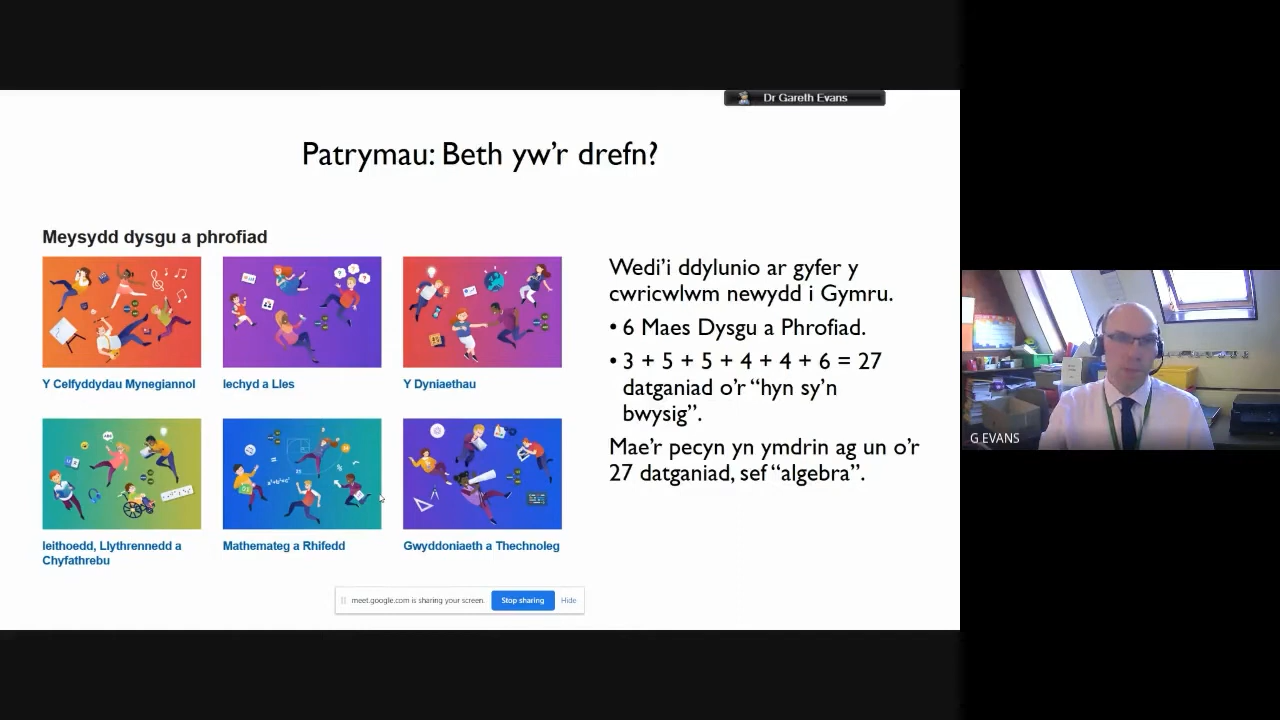 Dr Gareth Evans
Patrymau: Beth yw'r drefn?
Meysydd dysgu a phrofiad
Y Celfyddydau Mynegiannol
Iechyd a Lles
Y Dyniaethau
Ieithoedd, Llythrennedd a
Chyfathrebu
Mathemateg a Rhifedd
Gwyddoniaeth a Thechnoleg
Wedi'i ddylunio ar gyfer y
cwricwlwm newydd i Gymru.
• 6 Maes Dysgu a Phrofiad.
• 3 + 5 + 5 + 4 + 4 + 6 = 27
datganiad o'r “hyn sy'n
bwysig”.
Mae'r pecyn yn ymdrin ag un o'r
27 datganiad, sef “algebra”.
meet.google.com is sharing your screen.
Stop sharing
Hide
G EVANS